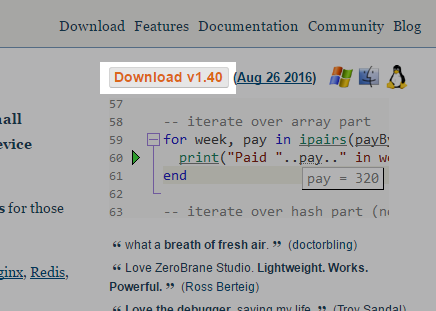 Download Features Documentation Community Blog
Download v1.40 (Aug 26 2016)
57
58 -- iterate over array part
59 for week, pay in ipairs(payBy
60 print("Paid "..pay.." in we
61 end
pay = 320
62
63 -- iterate over hash part (no
all
evice
s for those
ginx, Redis,
“ what a breath of fresh air. ” (doctorbling)
“ Love ZeroBrane Studio. Lightweight. Works.
Powerful. ” (Ross Berteig)
“ Love the debugger, saving my life. ” (Troy Sandal)